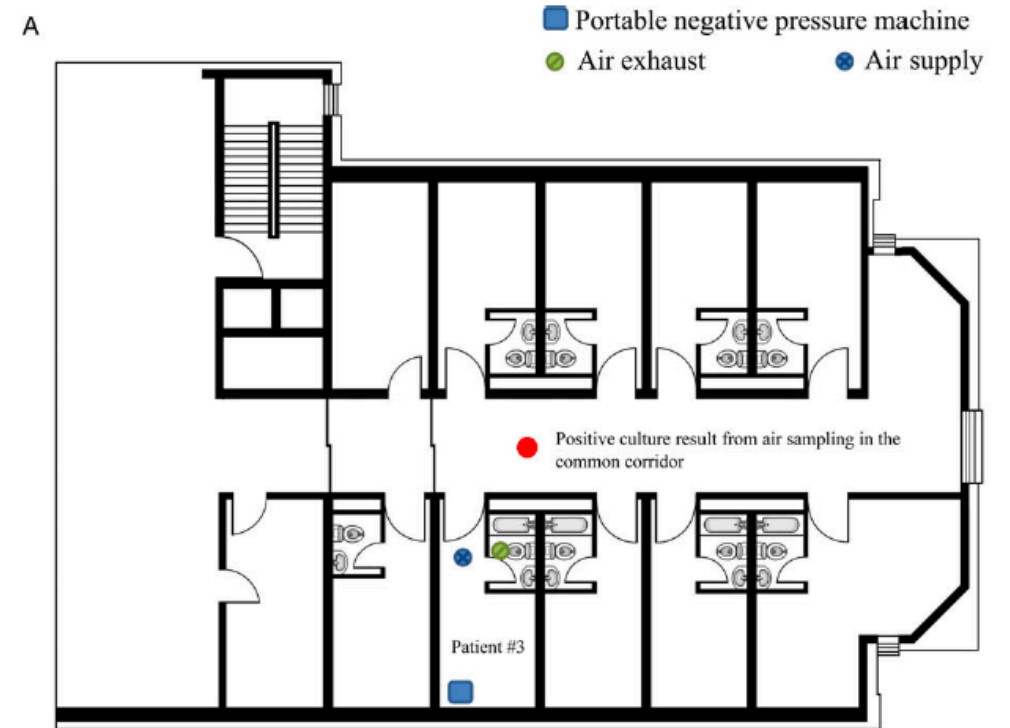 A
Portable negative pressure machine
Air exhaust
Air supply
Positive culture result from air sampling in the
common corridor
Patient #3